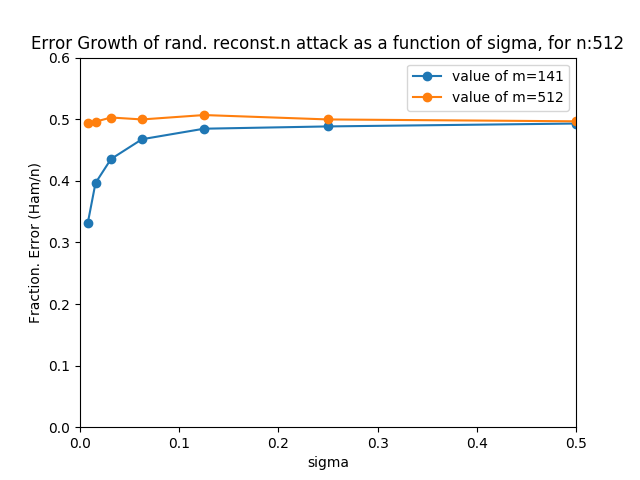 Error Growth of rand. reconst.n attack as a function of sigma, for n:512
value of m=141
value of m=512
Fraction. Error (Ham/n)
0.6
0.5
0.4
0.3
0.2
0.1
0.0
0.0 0.1 0.2 0.3 0.4 0.5
sigma